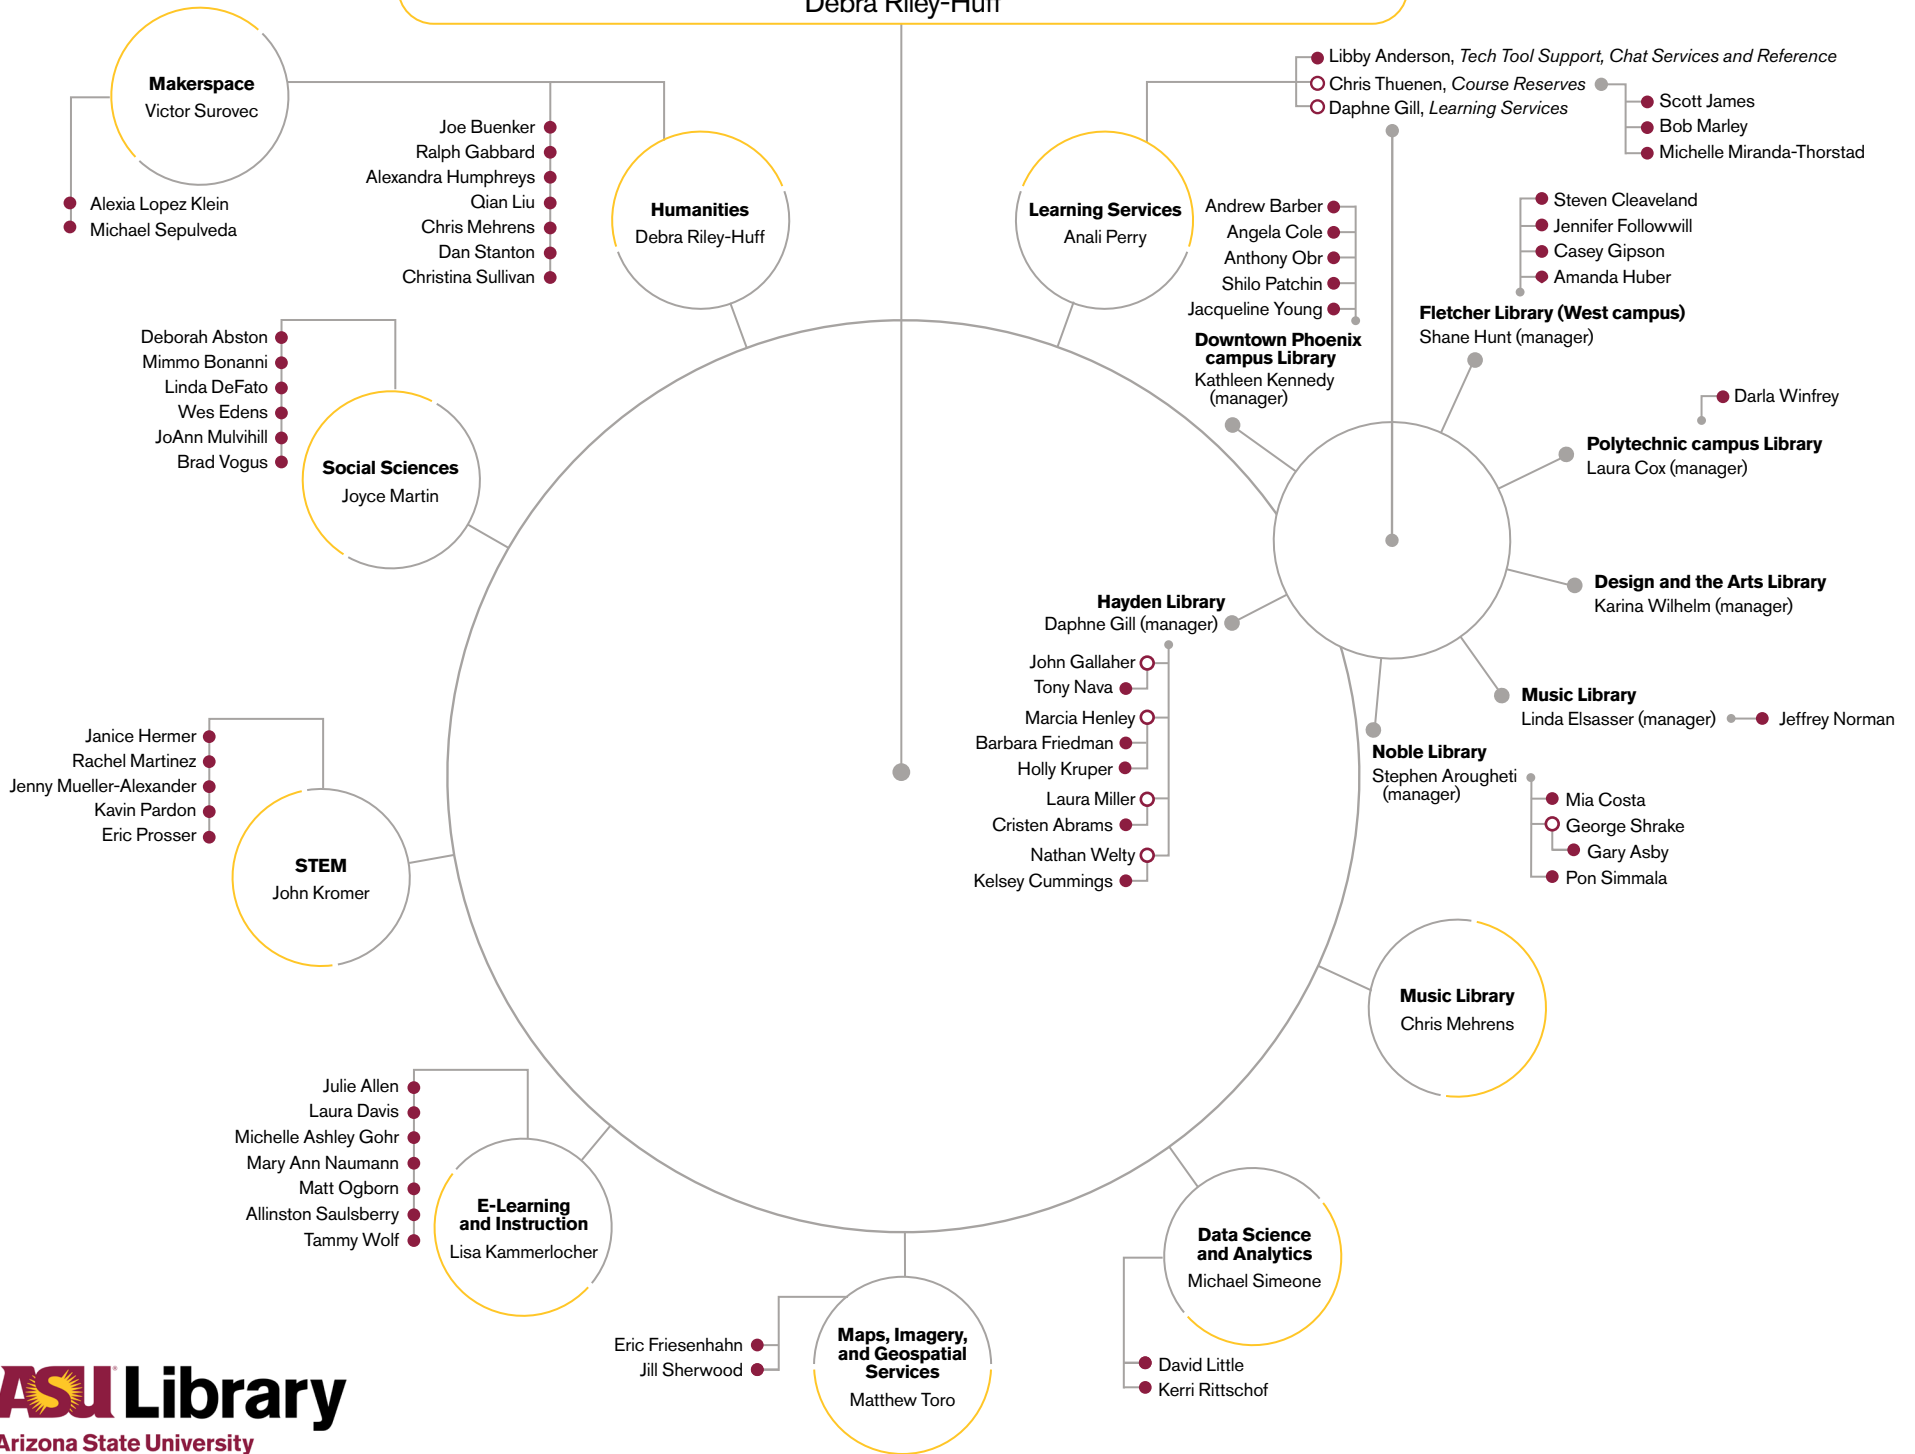 Debra Riley-Huff
Makerspace
Victor Surovec
Alexia Lopez Klein
Michael Sepulveda
Joe Buenker
Ralph Gabbard
Alexandra Humphreys
Qian Liu
Chris Mehrens
Dan Stanton
Christina Sullivan
Humanities
Debra Riley-Huff
Learning Services
Anali Perry
Libby Anderson, Tech Tool Support, Chat Services and Reference
Chris Thuenen, Course Reserves
Daphne Gill, Learning Services
Scott James
Bob Marley
Michelle Miranda-Thorstad
Andrew Barber
Angela Cole
Anthony Obr
Shilo Patchin
Jacqueline Young
Downtown Phoenix
campus Library
Kathleen Kennedy
(manager)
Steven Cleaveland
Jennifer Followwill
Casey Gipson
Amanda Huber
Fletcher Library (West campus)
Shane Hunt (manager)
Darla Winfrey
Polytechnic campus Library
Laura Cox (manager)
Design and the Arts Library
Karina Wilhelm (manager)
Music Library
Linda Elsasser (manager)
Jeffrey Norman
Noble Library
Stephen Arougheti
(manager)
Mia Costa
George Shrake
Gary Asby
Pon Simmala
Hayden Library
Daphne Gill (manager)
John Gallaher
Tony Nava
Marcia Henley
Barbara Friedman
Holly Kruper
Laura Miller
Cristen Abrams
Nathan Welty
Kelsey Cummings
Deborah Abston
Mimmo Bonanni
Linda DeFato
Wes Edens
JoAnn Mulvihill
Brad Vogus
Social Sciences
Joyce Martin
Janice Hermer
Rachel Martinez
Jenny Mueller-Alexander
Kavin Pardon
Eric Prosser
STEM
John Kromer
Music Library
Chris Mehrens
Julie Allen
Laura Davis
Michelle Ashley Gohr
Mary Ann Naumann
Matt Ogborn
Allinston Saulsberry
Tammy Wolf
E-Learning
and Instruction
Lisa Kammerlocher
Data Science
and Analytics
Michael Simeone
David Little
Kerri Rittschof
Eric Friesenhahn
Jill Sherwood
Maps, Imagery,
and Geospatial
Services
Matthew Toro
ASU Library
Arizona State University